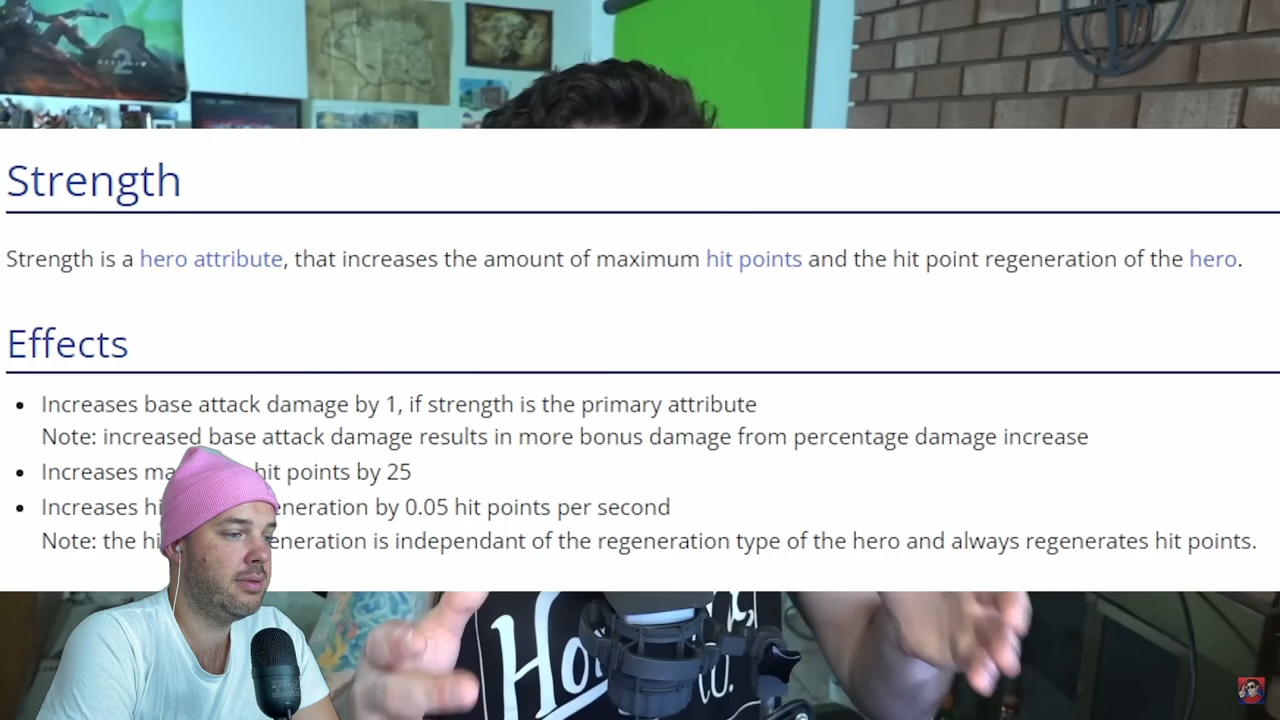 2
Strength
Strength is a hero attribute, that increases the amount of maximum hit points and the hit point regeneration of the hero.
Effects
• Increases base attack damage by 1, if strength is the primary attribute
Note: increased base attack damage results in more bonus damage from percentage damage increase
• Increases ma hit points by 25
• Increases hi eneration by 0.05 hit points per second
Note: the hi eneration is independant of the regeneration type of the hero and always regenerates hit points.